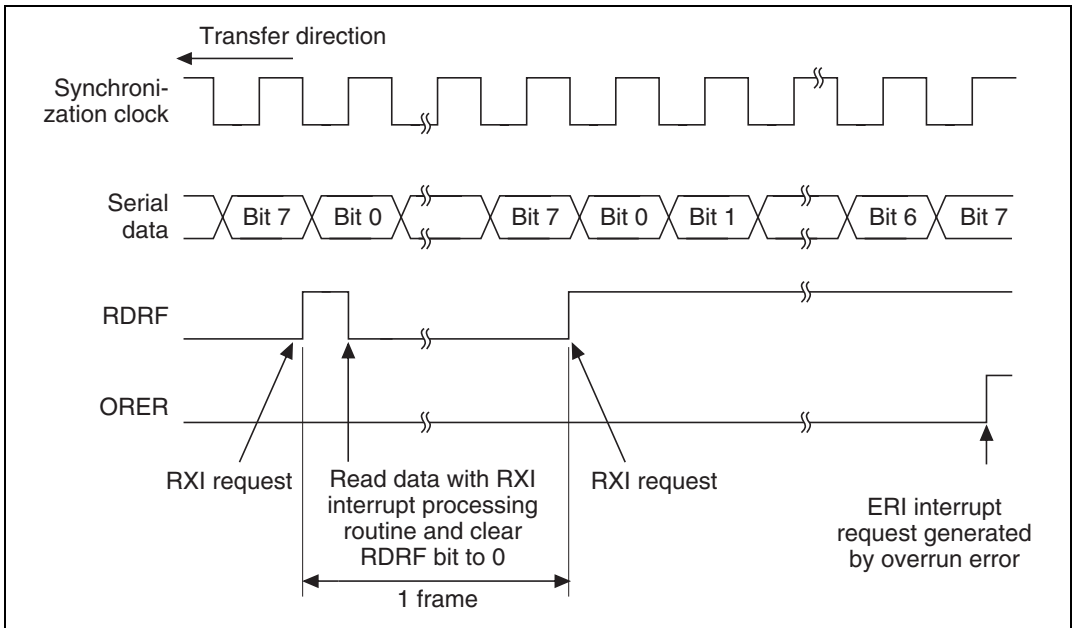 Transfer direction
Synchroni-
zation clock
Serial
data
Bit 7
Bit 0
Bit 7
Bit 0
Bit 1
Bit 6
Bit 7
RDRF
ORER
RXI request
Read data with RXI
interrupt processing
routine and clear
RDRF bit to 0
RXI request
ERI interrupt
request generated
by overrun error
1 frame